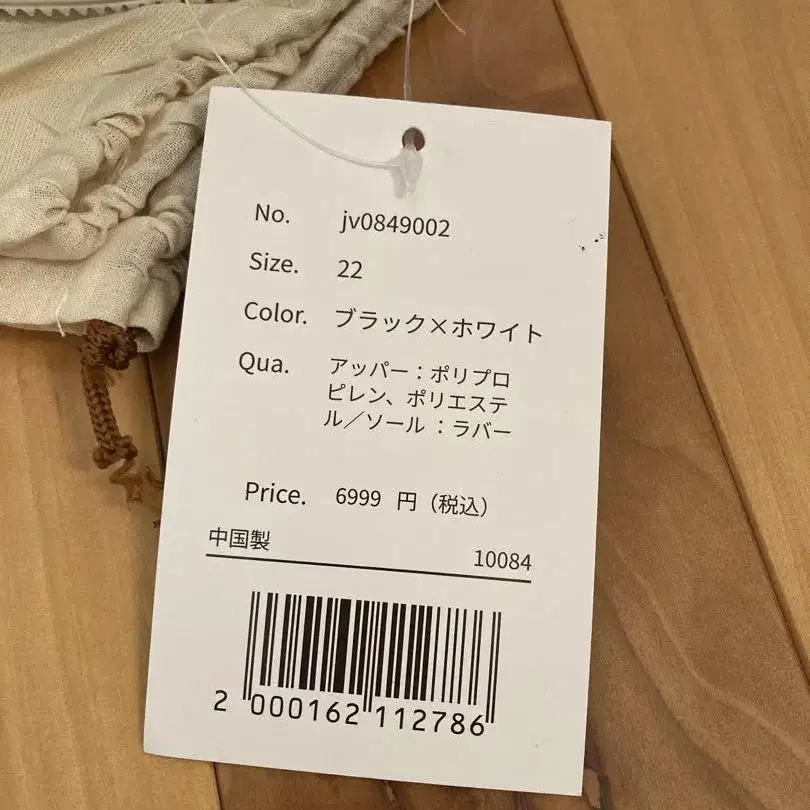 No. jv0849002
Size. 22
Color. ブラック×ホワイト
Qua. アッパー：ポリプロ
ピレン、ポリエステ
ル／ソール ：ラバー
Price. 6999 円（税込）
中国製 10084
2 000162 112786